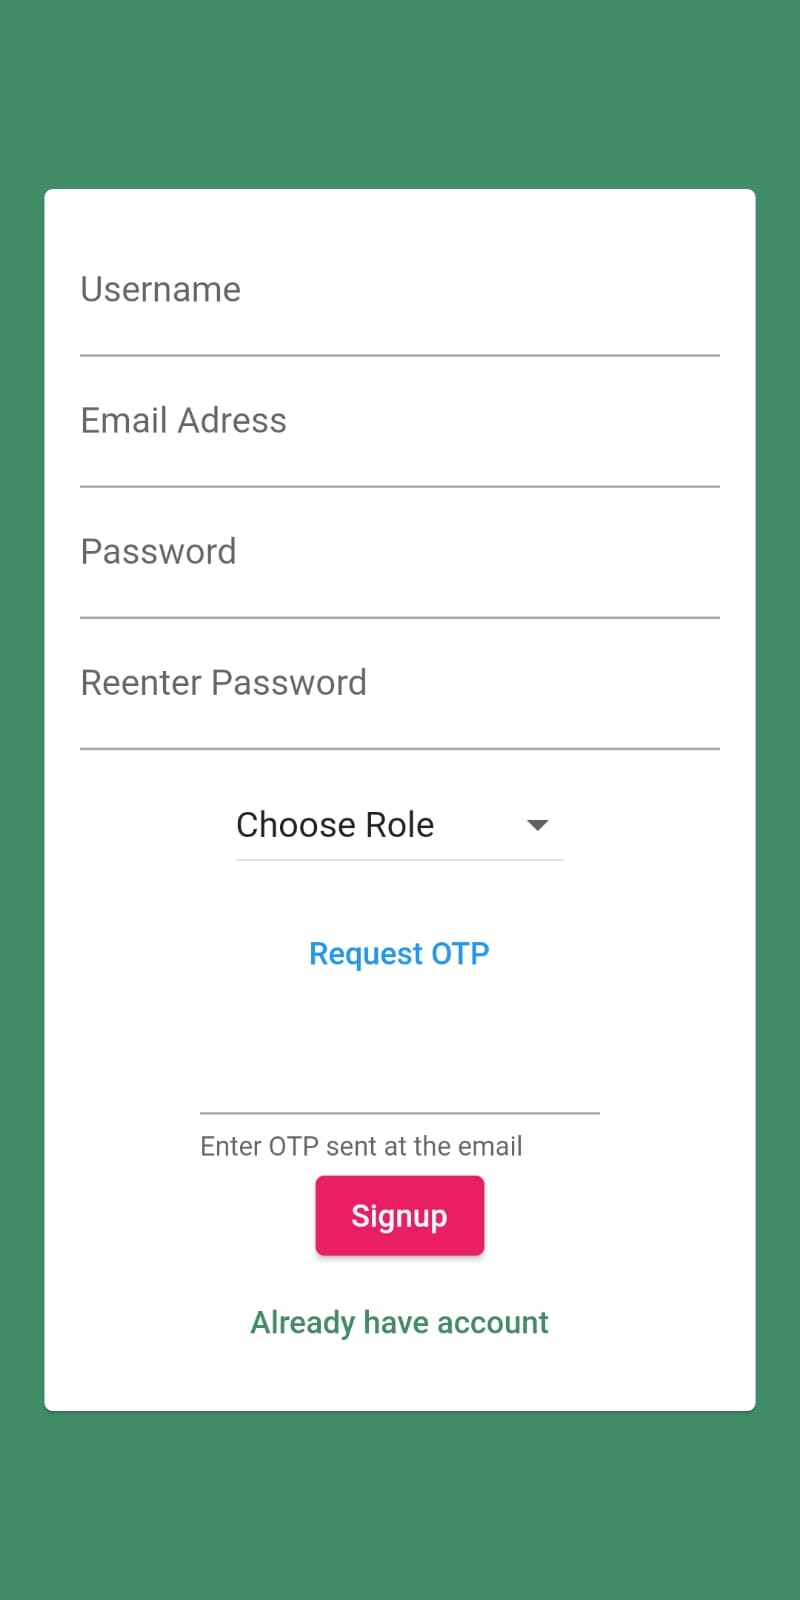 Username
Email Adress
Password
Reenter Password
Choose Role
Request OTP
Enter OTP sent at the email
Signup
Already have account